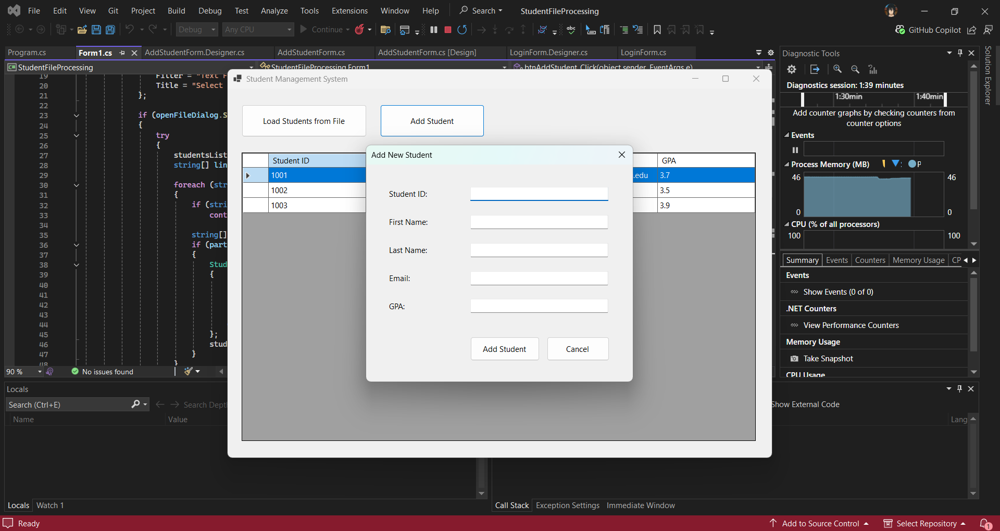 File Edit View Git Project Build Debug Test Analyze Tools Extensions Window Help Search StudentFileProcessing
Debug Any CPU Continue GitHub Copilot
Program.cs Form1.cs AddStudentForm.Designer.cs AddStudentForm.cs AddStudentForm.cs [Design] LoginForm.Designer.cs LoginForm.cs
StudentFileProcessing StudentFileProcessing.Form1 btnAddStudent_Click(object sender, EventArgs e)
19 Filter = "Text F
20 Title = "Select
21 };
22
23 if (openFileDialog.S
24 {
25 try
26 {
27 studentsList
28 string[] lin
29
30 foreach (str
31 {
32 if (stri
33 cont
34
35 string[]
36 if (part
37 {
38 Stud
39 {
40
41
42
43
44
45 };
46 stud
47 }
48 }
90 % No issues found
Student Management System
Load Students from File
Add Student
Student ID GPA
1001 .edu 3.7
1002 3.5
1003 3.9
Add New Student
Student ID:
First Name:
Last Name:
Email:
GPA:
Add Student Cancel
Diagnostic Tools
Diagnostics session: 1:39 minutes
1:30min 1:40min
Add counter graphs by checking counters from
counter options
Events
Process Memory (MB) P
46 46
0 0
CPU (% of all processors)
100 100
Summary Events Counters Memory Usage CP
Events
Show Events (0 of 0)
.NET Counters
View Performance Counters
Memory Usage
Take Snapshot
CPU Usage
Solution Explorer
Locals
Search (Ctrl+E) Search Dept
Name Value
Show External Code
Lang
Locals Watch 1
Call Stack Exception Settings Immediate Window
Ready Add to Source Control Select Repository 1